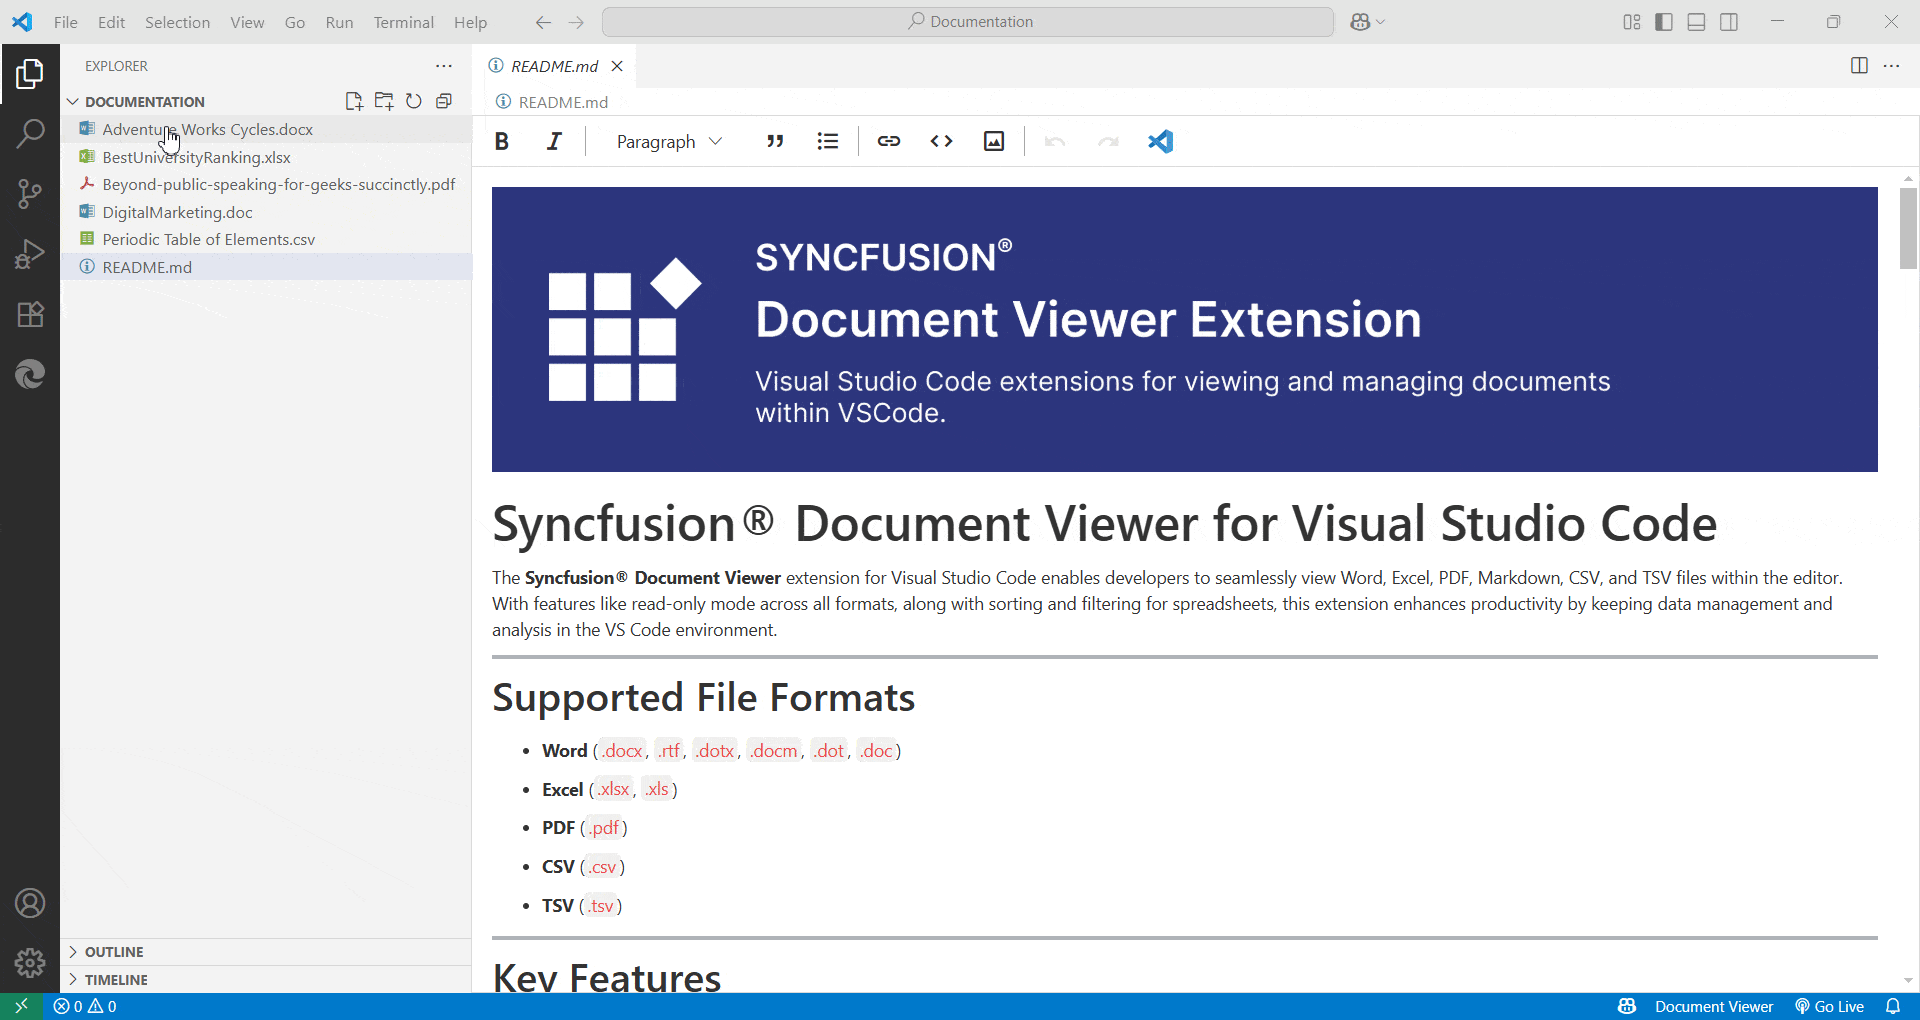 File Edit Selection View Go Run Terminal Help
Documentation
EXPLORER
DOCUMENTATION
Adventure Works Cycles.docx
BestUniversityRanking.xlsx
Beyond-public-speaking-for-geeks-succinctly.pdf
DigitalMarketing.doc
Periodic Table of Elements.csv
README.md
OUTLINE
TIMELINE
README.md
README.md
B I Paragraph
SYNCFUSION®
Document Viewer Extension
Visual Studio Code extensions for viewing and managing documents
within VSCode.
Syncfusion® Document Viewer for Visual Studio Code
The Syncfusion® Document Viewer extension for Visual Studio Code enables developers to seamlessly view Word, Excel, PDF, Markdown, CSV, and TSV files within the editor.
With features like read-only mode across all formats, along with sorting and filtering for spreadsheets, this extension enhances productivity by keeping data management and
analysis in the VS Code environment.
Supported File Formats
• Word (.docx, .rtf, .dotx, .docm, .dot, .doc)
• Excel (.xlsx, .xls)
• PDF (.pdf)
• CSV (.csv)
• TSV (.tsv)
Key Features
0 0
Document Viewer Go Live